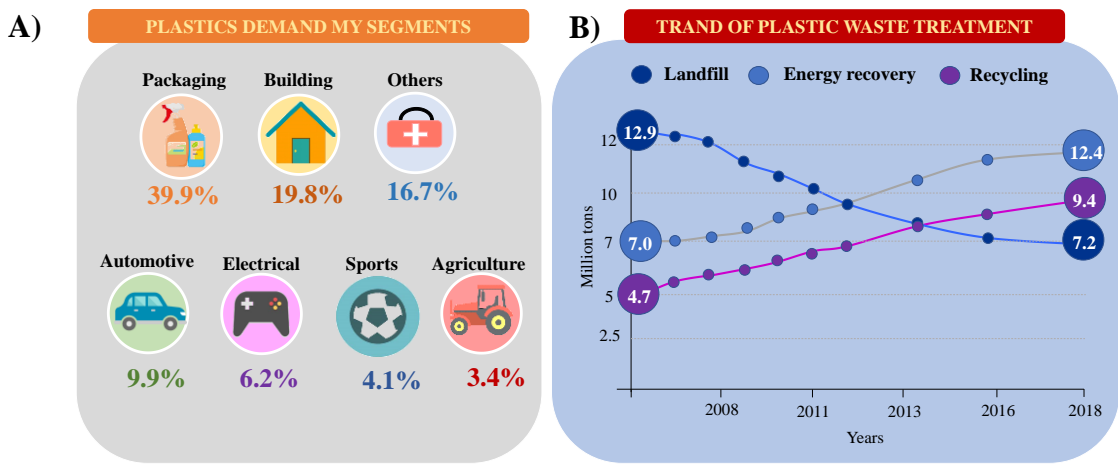 A)
PLASTICS DEMAND MY SEGMENTS
Packaging
Building
Others
39.9%
19.8%
16.7%
Automotive
Electrical
Sports
Agriculture
9.9%
6.2%
4.1%
3.4%
B)
TRAND OF PLASTIC WASTE TREATMENT
Landfill
Energy recovery
Recycling
Million tons
12
10
7
5
2.5
12.9
7.0
4.7
12.4
9.4
7.2
2008
2011
2013
2016
2018
Years